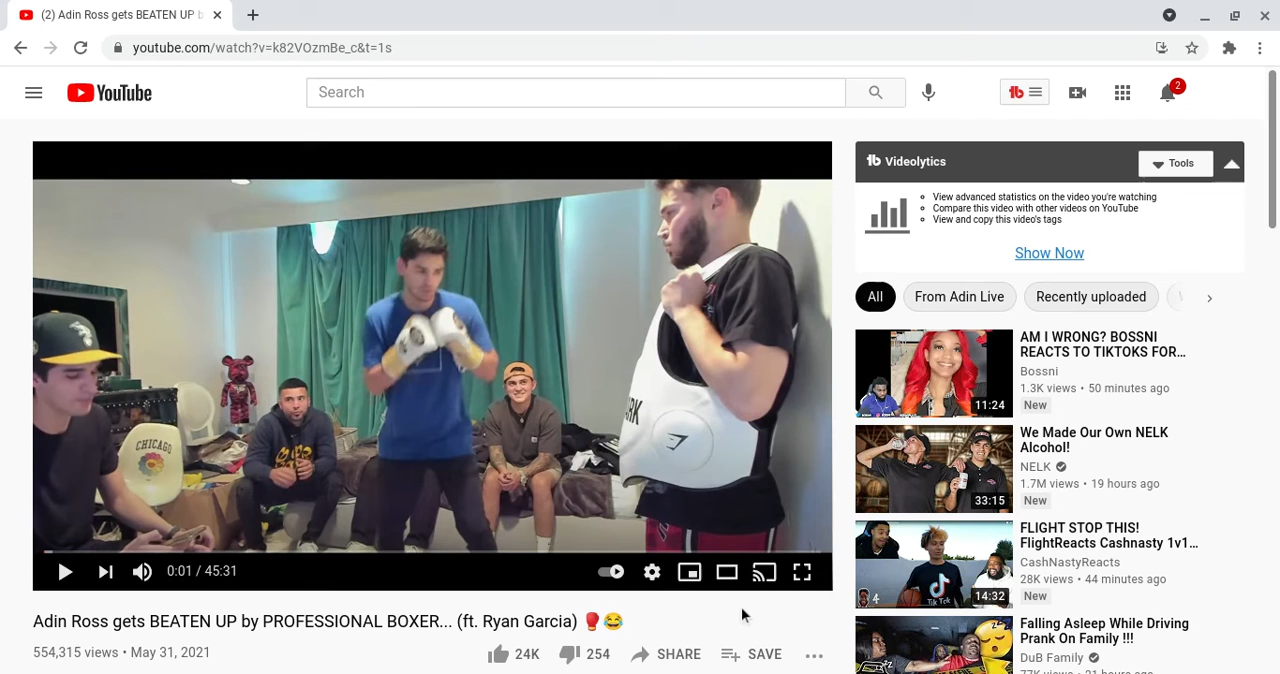 (2) Adin Ross gets BEATEN UP b
youtube.com/watch?v=k82VOzmBe_c&t=1s
YouTube
Search
2
tb Videolytics
Tools
View advanced statistics on the video you're watching
Compare this video with other videos on YouTube
View and copy this video's tags
Show Now
All
From Adin Live
Recently uploaded
CHICAGO
RK
0:01 / 45:31
Adin Ross gets BEATEN UP by PROFESSIONAL BOXER... (ft. Ryan Garcia) 🥊😂
554,315 views • May 31, 2021
24K
254
SHARE
SAVE
11:24
AM I WRONG? BOSSNI
REACTS TO TIKTOKS FOR...
Bossni
1.3K views • 50 minutes ago
New
33:15
We Made Our Own NELK
Alcohol!
NELK
1.7M views • 19 hours ago
New
Tik Tok
14:32
FLIGHT STOP THIS!
FlightReacts Cashnasty 1v1...
CashNastyReacts
28K views • 44 minutes ago
New
Falling Asleep While Driving
Prank On Family !!!
DuB Family